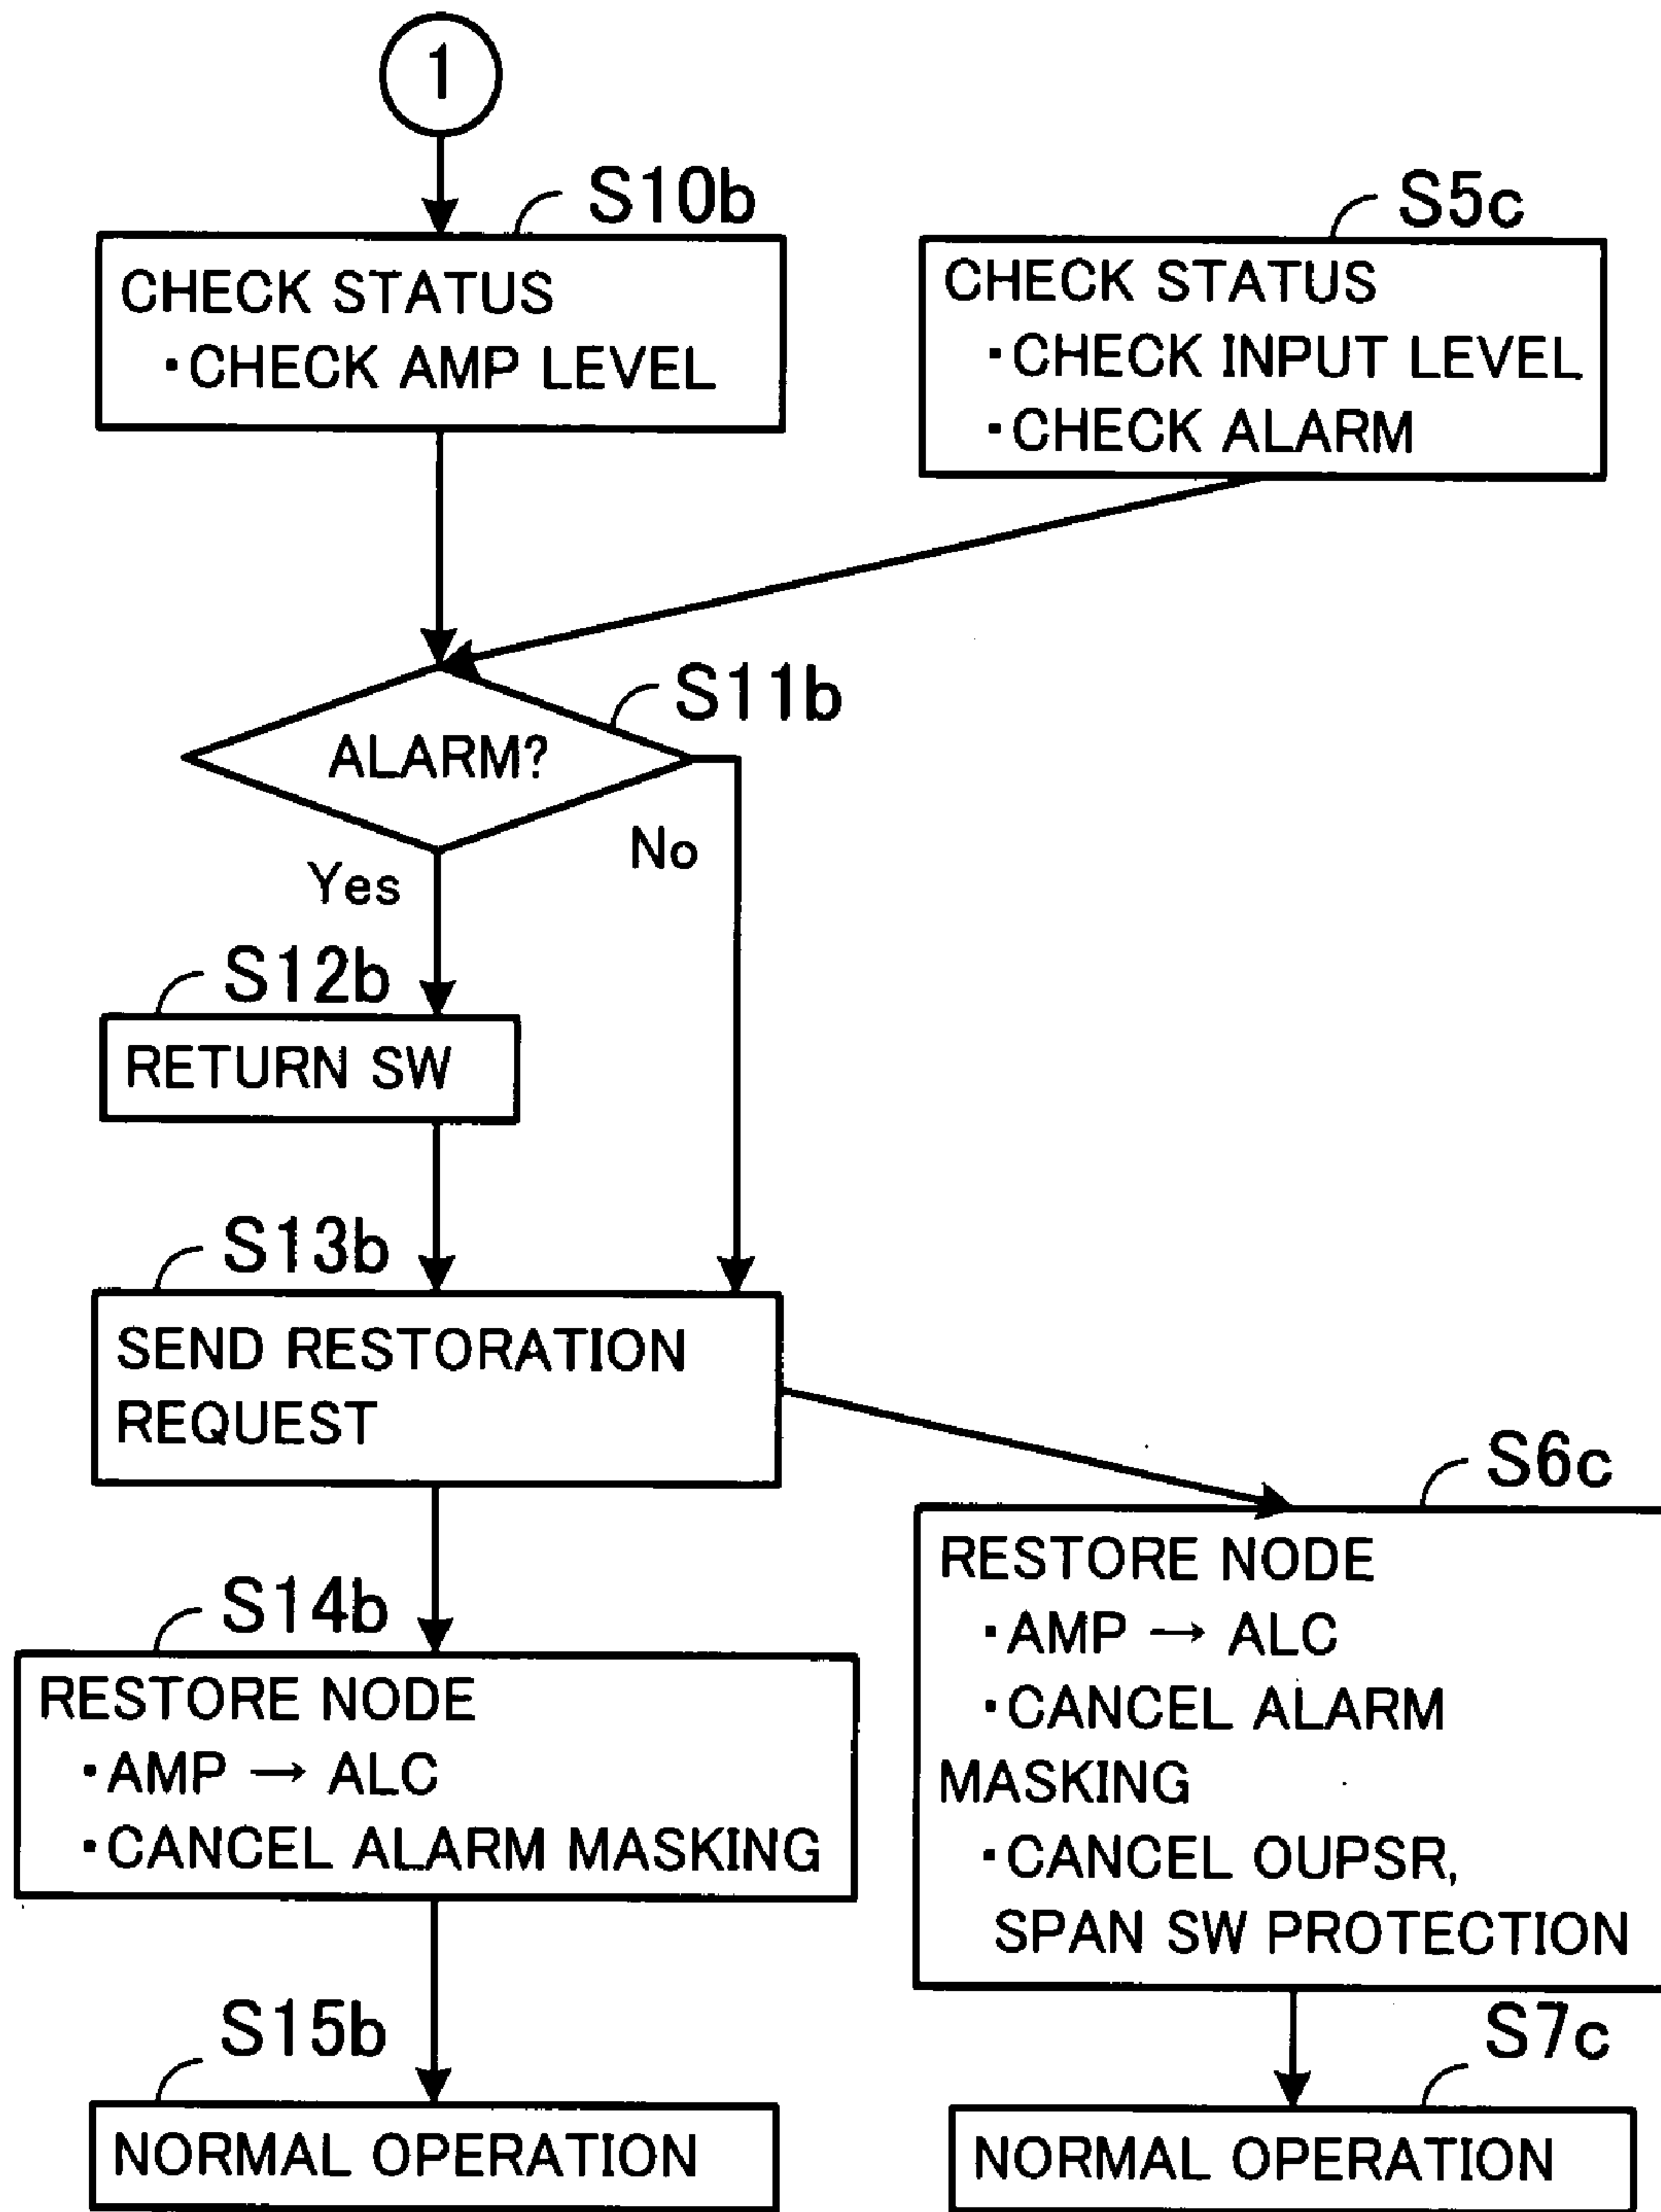 1
S10b
CHECK STATUS
・CHECK AMP LEVEL
S5c
CHECK STATUS
・CHECK INPUT LEVEL
・CHECK ALARM
S11b
ALARM?
No
Yes
S12b
RETURN SW
S13b
SEND RESTORATION
REQUEST
S6c
RESTORE NODE
・AMP → ALC
・CANCEL ALARM
MASKING
・CANCEL OUPSR,
SPAN SW PROTECTION
S14b
RESTORE NODE
・AMP → ALC
・CANCEL ALARM MASKING
S15b
NORMAL OPERATION
S7c
NORMAL OPERATION